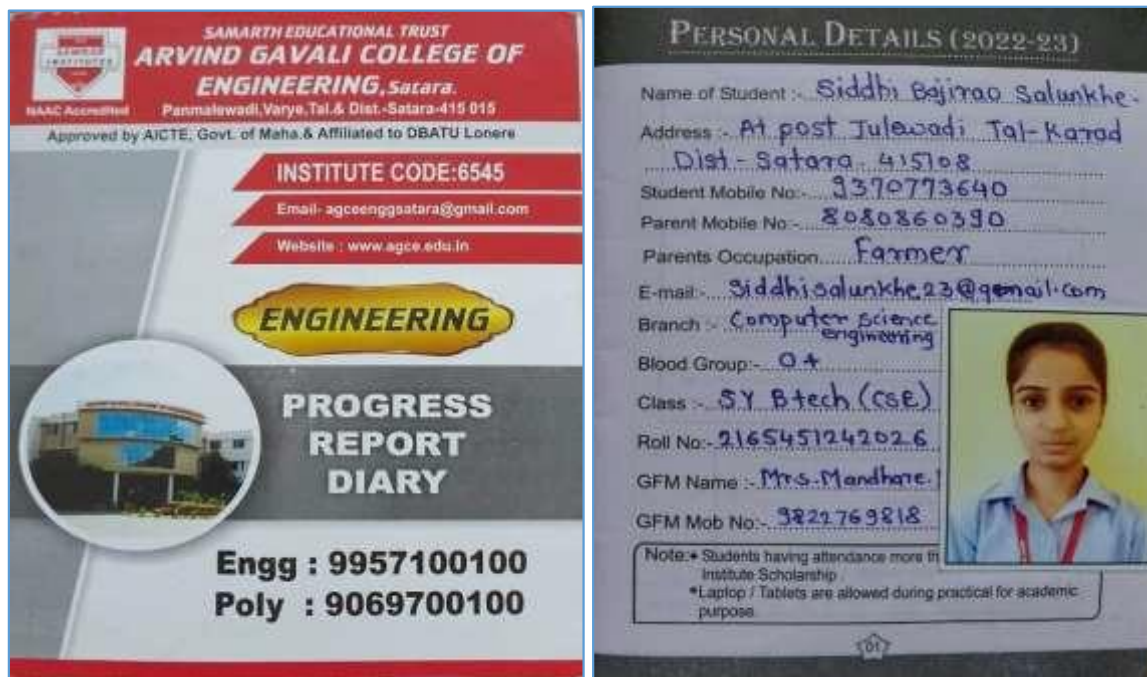 SAMARTH EDUCATIONAL TRUST
ARVIND GAVALI COLLEGE OF
ENGINEERING, Satara.
NAAC Accredited
Panmalewadi, Varye, Tal.& Dist.-Satara-415 015
Approved by AICTE, Govt. of Maha.& Affiliated to DBATU Lonere
INSTITUTE CODE:6545
Email- agceenggsatara@gmail.com
Website : www.agce.edu.in
ENGINEERING
PROGRESS
REPORT
DIARY
Engg : 9957100100
Poly : 9069700100
PERSONAL DETAILS (2022-23)
Name of Student :- Siddhi Bajirao Salunkhe.
Address :- At post Julewadi Tal-Karad
Dist - Satara. 415108
Student Mobile No:- 9370773640
Parent Mobile No :- 8080860390
Parents Occupation Farmer
E-mail:- Siddhisalunkhe23@gmail.com
Branch :- Computer science
engineering
Blood Group:- O+
Class :- SY Btech (CSE)
Roll No:- 2165451242026
GFM Name :- Mrs. Mandhare.
GFM Mob No:- 9822769818
Note:• Students having attendance more th
Institute Scholarship
•Laptop / Tablets are allowed during practical for academic
purpose.
01